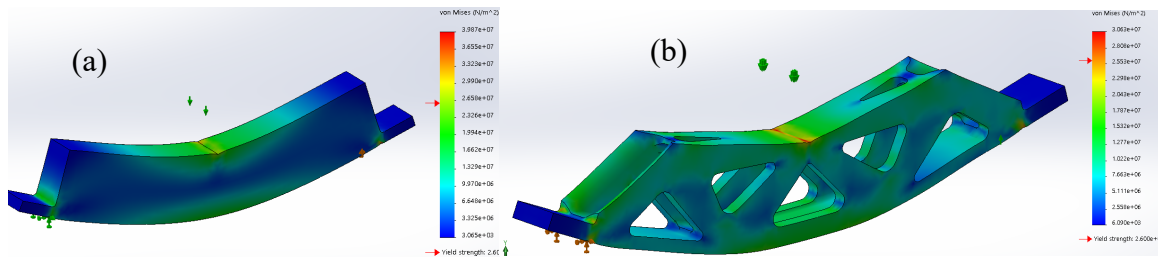 (a)
von Mises (N/m^2)
3.987e+07
3.655e+07
3.323e+07
2.990e+07
2.658e+07
2.326e+07
1.994e+07
1.661e+07
1.329e+07
9.970e+06
6.648e+06
3.325e+06
3.065e+03
Yield strength: 2.60
Y
(b)
von Mises (N/m^2)
3.063e+07
2.808e+07
2.553e+07
2.298e+07
2.043e+07
1.787e+07
1.532e+07
1.277e+07
1.022e+07
7.663e+06
5.111e+06
2.558e+06
6.090e+03
Yield strength: 2.600e+